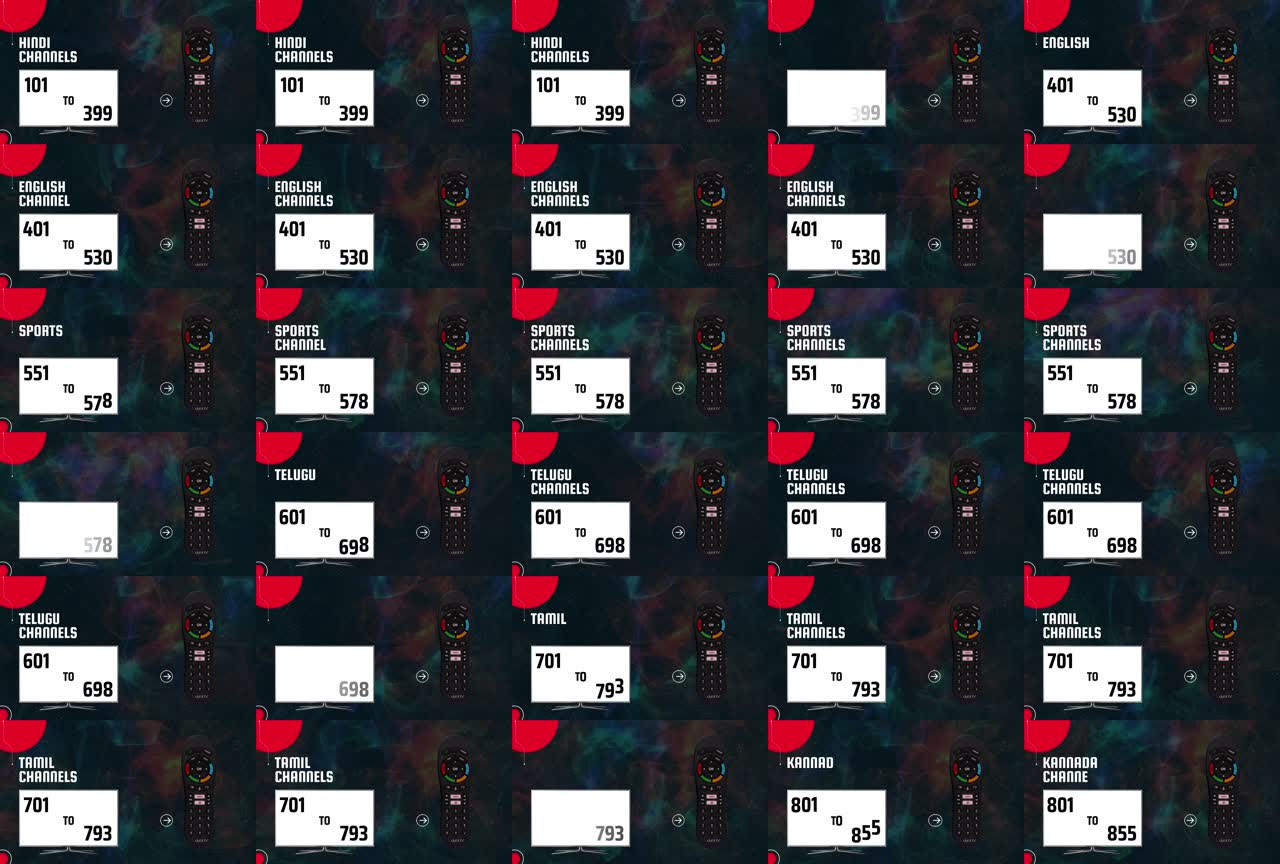 HINDI
CHANNELS
101
TO
399
HINDI
CHANNELS
101
TO
399
HINDI
CHANNELS
101
TO
399
399
ENGLISH
401
TO
530
ENGLISH
CHANNEL
401
TO
530
ENGLISH
CHANNELS
401
TO
530
ENGLISH
CHANNELS
401
TO
530
ENGLISH
CHANNELS
401
TO
530
530
SPORTS
551
TO
578
SPORTS
CHANNEL
551
TO
578
SPORTS
CHANNELS
551
TO
578
SPORTS
CHANNELS
551
TO
578
SPORTS
CHANNELS
551
TO
578
578
TELUGU
601
TO
698
TELUGU
CHANNELS
601
TO
698
TELUGU
CHANNELS
601
TO
698
TELUGU
CHANNELS
601
TO
698
TELUGU
CHANNELS
601
TO
698
698
TAMIL
701
TO
793
TAMIL
CHANNELS
701
TO
793
TAMIL
CHANNELS
701
TO
793
TAMIL
CHANNELS
701
TO
793
TAMIL
CHANNELS
701
TO
793
793
KANNAD
801
TO
855
KANNADA
CHANNE
801
TO
855